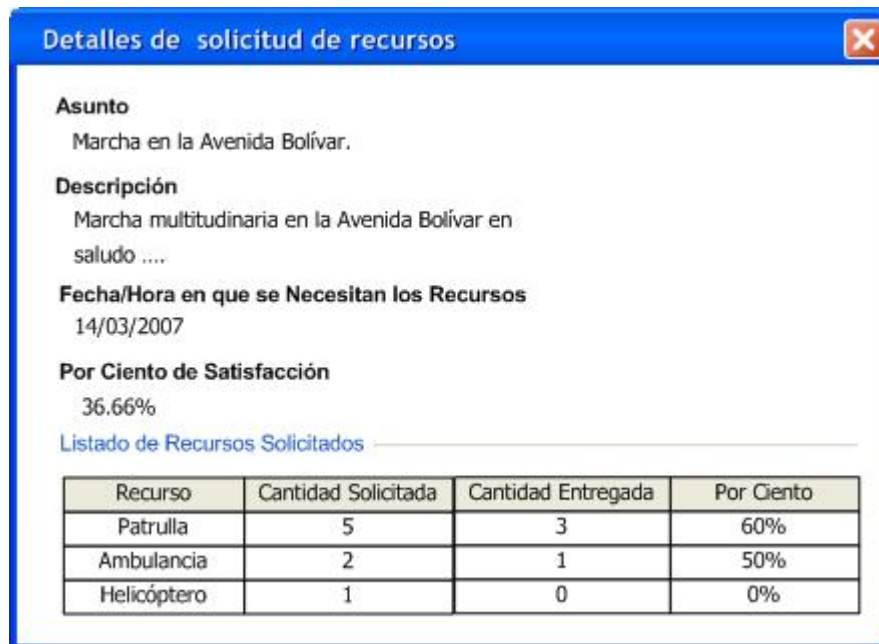 Detalles de solicitud de recursos
Asunto
Marcha en la Avenida Bolívar.
Descripción
Marcha multitudinaria en la Avenida Bolívar en
saludo ....
Fecha/Hora en que se Necesitan los Recursos
14/03/2007
Por Ciento de Satisfacción
36.66%
Listado de Recursos Solicitados
Recurso Cantidad Solicitada Cantidad Entregada Por Ciento
Patrulla 5 3 60%
Ambulancia 2 1 50%
Helicóptero 1 0 0%